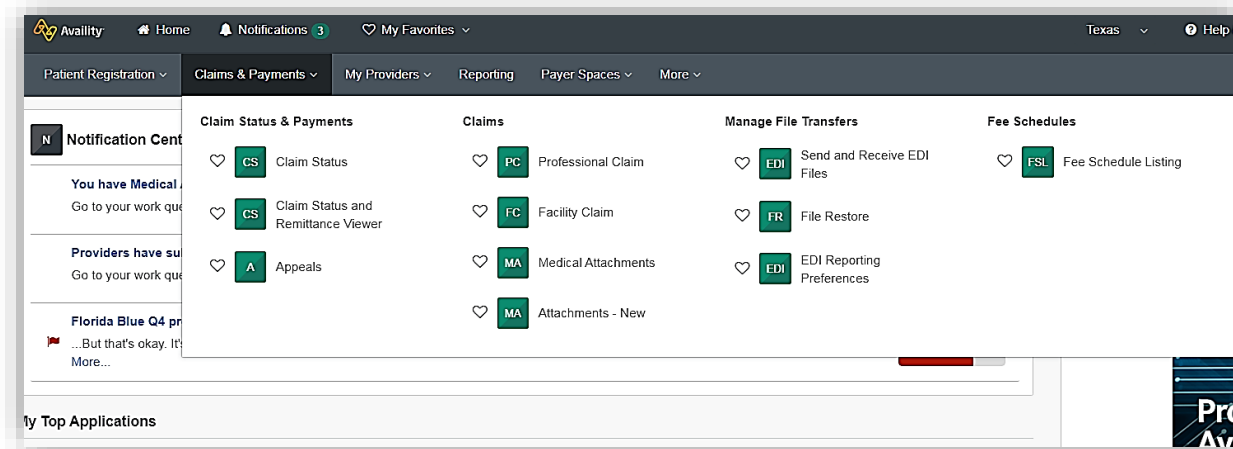 Availity Home Notifications 3 My Favorites Texas Help
Patient Registration Claims & Payments My Providers Reporting Payer Spaces More
Claim Status & Payments
CS Claim Status
CS Claim Status and
Remittance Viewer
A Appeals
Claims
PC Professional Claim
FC Facility Claim
MA Medical Attachments
MA Attachments - New
Manage File Transfers
EDI Send and Receive EDI
Files
FR File Restore
EDI EDI Reporting
Preferences
Fee Schedules
FSL Fee Schedule Listing
N Notification Cent
You have Medical
Go to your work que
Providers have su
Go to your work que
Florida Blue Q4 pr
...But that's okay. It's
More...
My Top Applications
Pro
Av